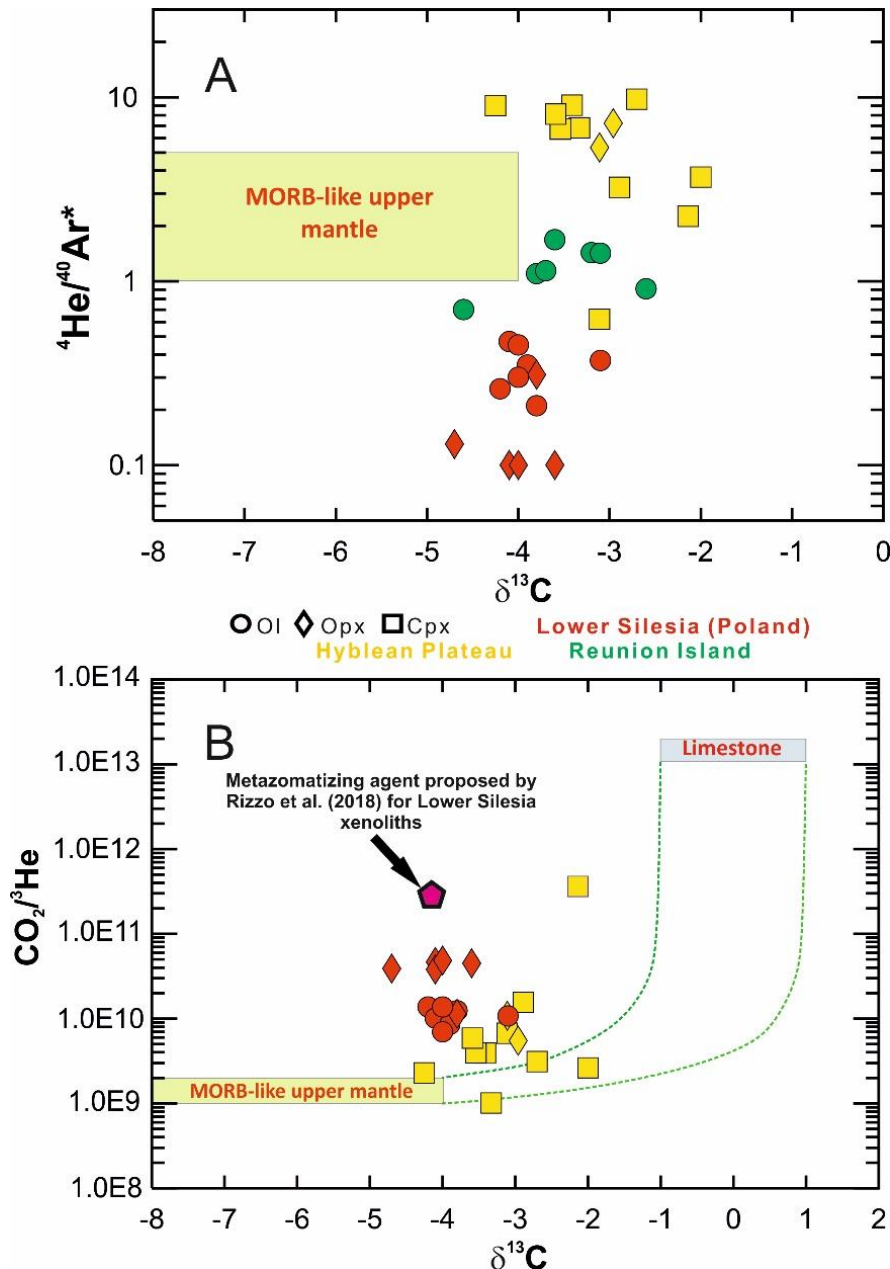 A
10
1
0.1
⁴He/⁴⁰Ar*
MORB-like upper
mantle
-8 -7 -6 -5 -4 -3 -2 -1 0
δ¹³C
Ol Opx Cpx Lower Silesia (Poland)
Hyblean Plateau Reunion Island
B
1.0E14
1.0E13
1.0E12
1.0E11
1.0E10
1.0E9
1.0E8
CO₂/³He
Limestone
Metazomatizing agent proposed by
Rizzo et al. (2018) for Lower Silesia
xenoliths
MORB-like upper mantle
-8 -7 -6 -5 -4 -3 -2 -1 0 1 2
δ¹³C